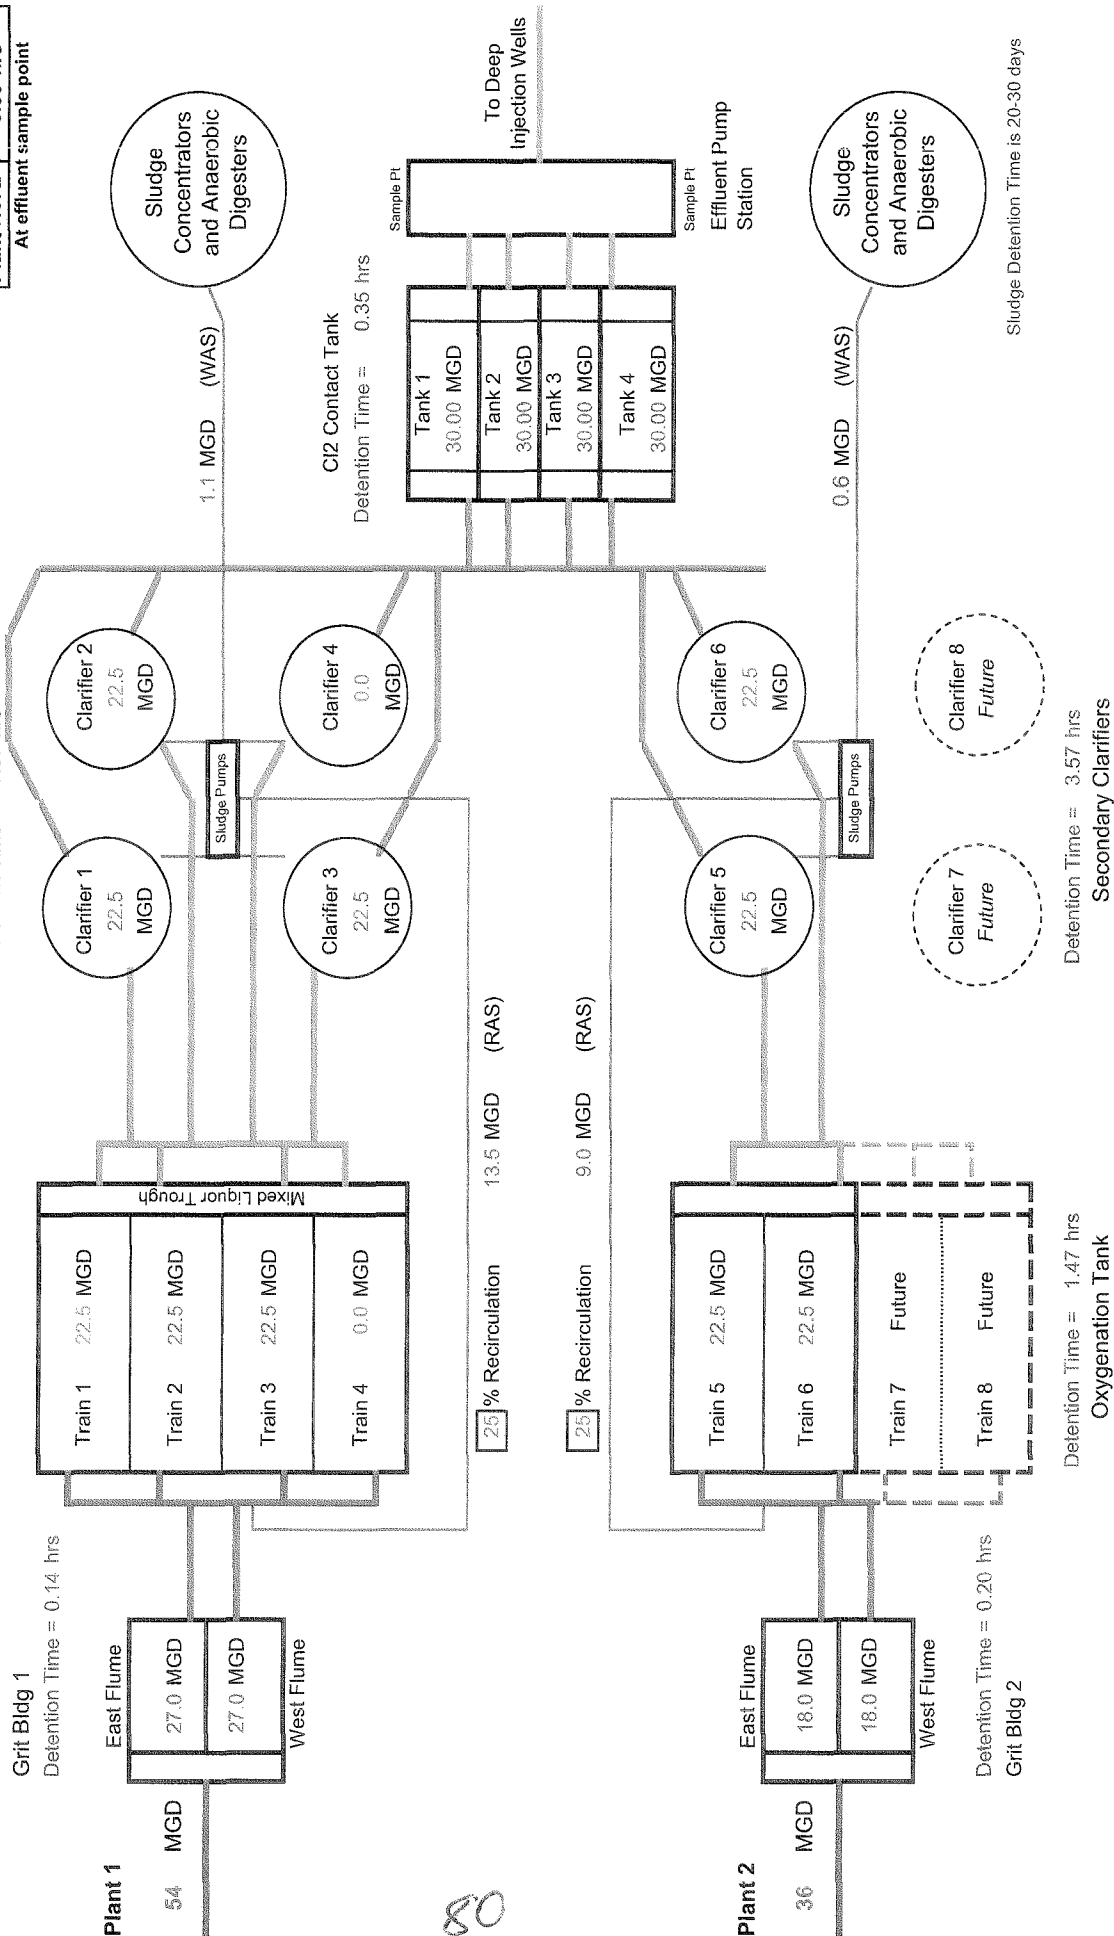 At effluent sample point
Plant 1
54 MGD
Grit Bldg 1
Detention Time = 0.14 hrs
East Flume
27.0 MGD
27.0 MGD
West Flume
Train 1 22.5 MGD
Train 2 22.5 MGD
Train 3 22.5 MGD
Train 4 0.0 MGD
Mixed Liquor Trough
25 % Recirculation 13.5 MGD (RAS)
Clarifier 1
22.5
MGD
Clarifier 2
22.5
MGD
Clarifier 3
22.5
MGD
Clarifier 4
0.0
MGD
Sludge Pumps
1.1 MGD (WAS)
Sludge
Concentrators
and Anaerobic
Digesters
Cl2 Contact Tank
Detention Time = 0.35 hrs
Tank 1
30.00 MGD
Tank 2
30.00 MGD
Tank 3
30.00 MGD
Tank 4
30.00 MGD
Sample Pt
Sample Pt
Effluent Pump
Station
To Deep
Injection Wells
80
Plant 2
36 MGD
East Flume
18.0 MGD
18.0 MGD
West Flume
Detention Time = 0.20 hrs
Grit Bldg 2
25 % Recirculation 9.0 MGD (RAS)
Train 5 22.5 MGD
Train 6 22.5 MGD
Train 7 Future
Train 8 Future
Detention Time = 1.47 hrs
Oxygenation Tank
Clarifier 5
22.5
MGD
Clarifier 6
22.5
MGD
Sludge Pumps
Clarifier 7
Future
Clarifier 8
Future
Detention Time = 3.57 hrs
Secondary Clarifiers
0.6 MGD (WAS)
Sludge
Concentrators
and Anaerobic
Digesters
Sludge Detention Time is 20-30 days